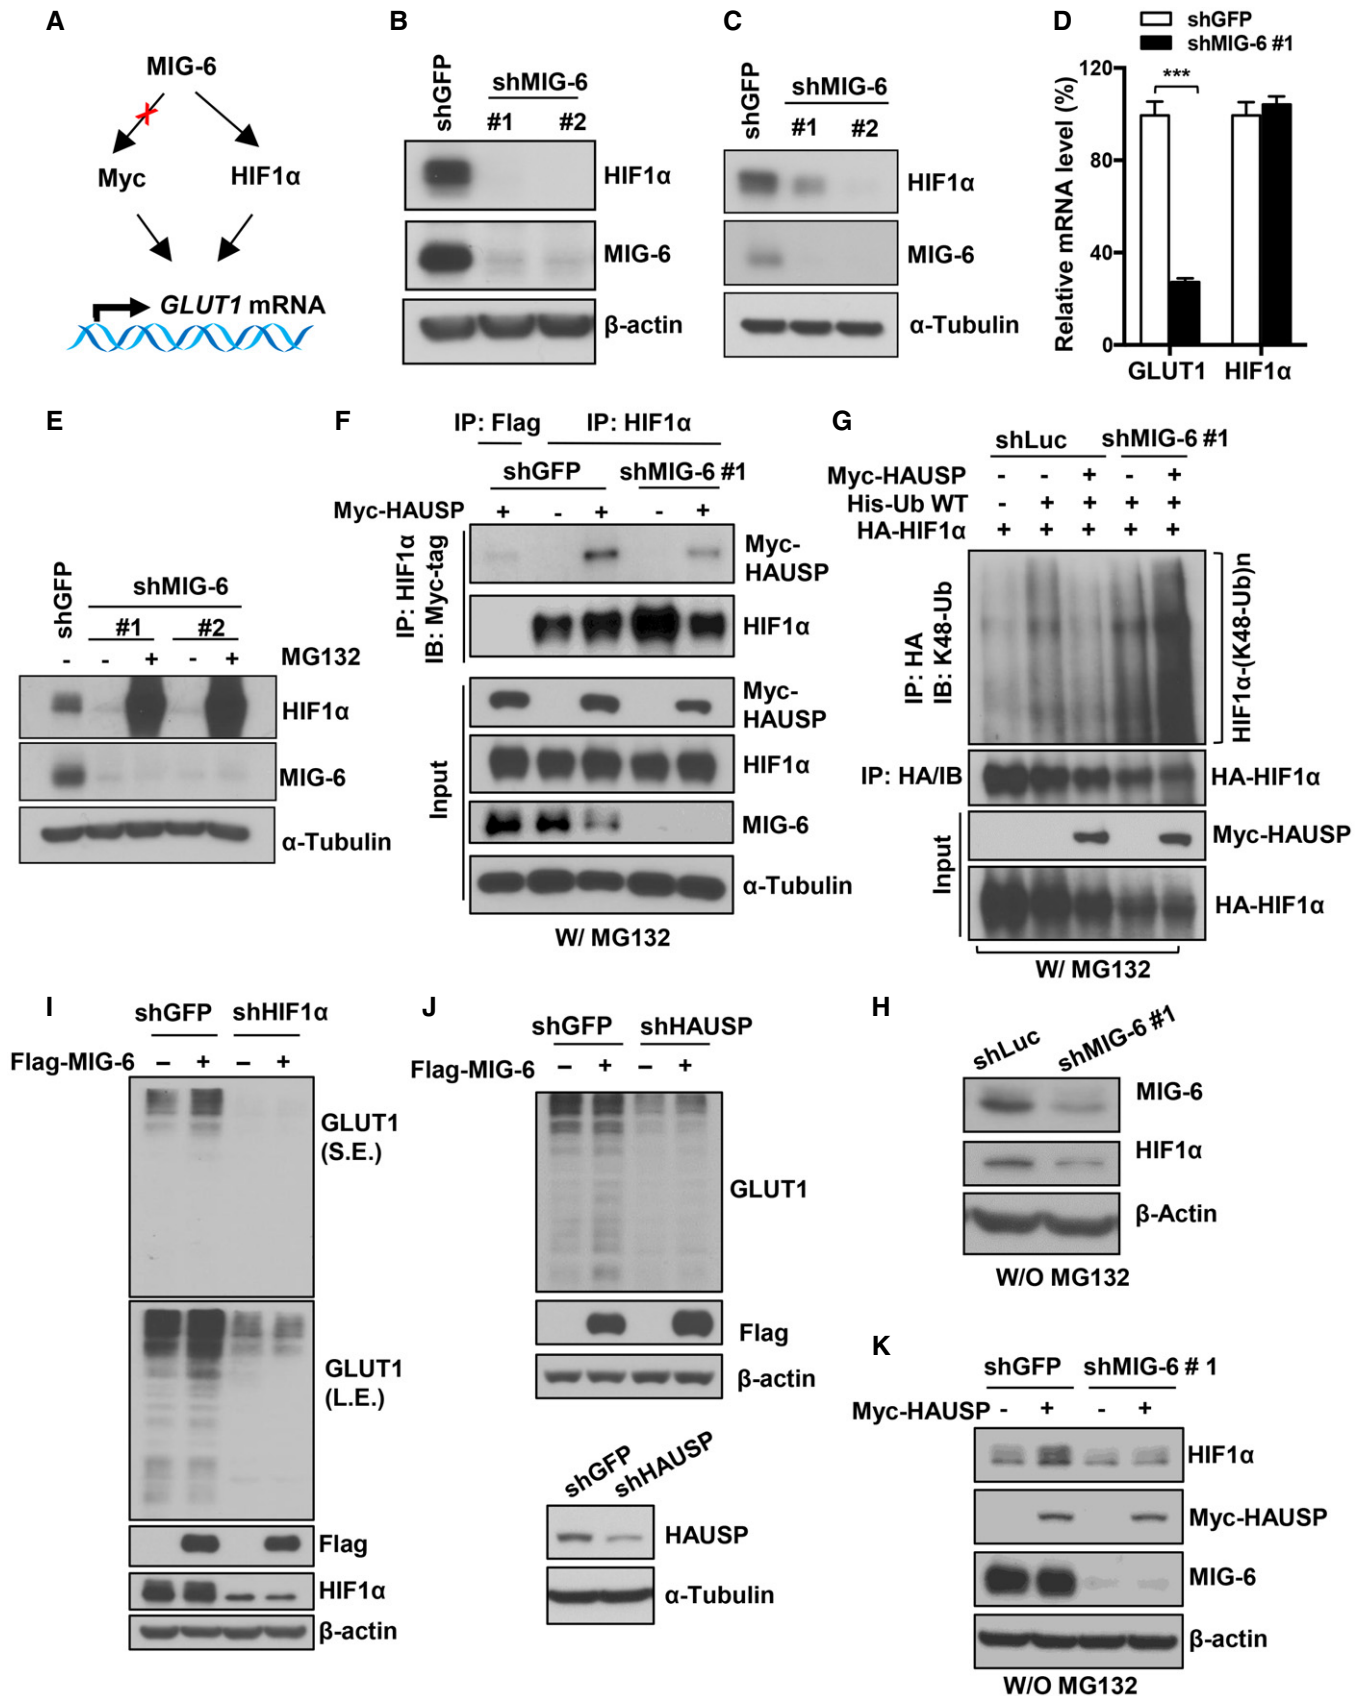 A
MIG-6
Myc
HIF1α
GLUT1 mRNA
B
shGFP
shMIG-6
#1 #2
HIF1α
MIG-6
β-actin
C
shGFP
shMIG-6
#1 #2
HIF1α
MIG-6
α-Tubulin
D
shGFP
shMIG-6 #1
Relative mRNA level (%)
120
80
40
0
***
GLUT1 HIF1α
E
shGFP
shMIG-6
#1 #2
- - + - + MG132
HIF1α
MIG-6
α-Tubulin
F
IP: Flag IP: HIF1α
shGFP shMIG-6 #1
Myc-HAUSP + - + - +
IP: HIF1α
IB: Myc-tag
Myc-
HAUSP
HIF1α
Input
Myc-
HAUSP
HIF1α
MIG-6
α-Tubulin
W/ MG132
G
shLuc shMIG-6 #1
Myc-HAUSP - - + - +
His-Ub WT - + + + +
HA-HIF1α + + + + +
IP: HA
IB: K48-Ub
HIF1α-(K48-Ub)n
IP: HA/IB HA-HIF1α
Input
Myc-HAUSP
HA-HIF1α
W/ MG132
I
shGFP shHIF1α
Flag-MIG-6 – + – +
GLUT1
(S.E.)
GLUT1
(L.E.)
Flag
HIF1α
β-actin
J
shGFP shHAUSP
Flag-MIG-6 – + – +
GLUT1
Flag
β-actin
shGFP
shHAUSP
HAUSP
α-Tubulin
H
shLuc
shMIG-6 #1
MIG-6
HIF1α
β-Actin
W/O MG132
K
shGFP shMIG-6 # 1
Myc-HAUSP - + - +
HIF1α
Myc-HAUSP
MIG-6
β-actin
W/O MG132